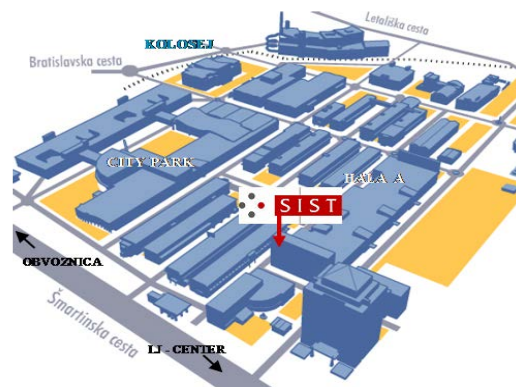 Letališka cesta
KOLOSEJ
Bratislavska cesta
CITY PARK
HALA A
SIST
OBVOZNICA
Šmartinska cesta
LJ - CENTER